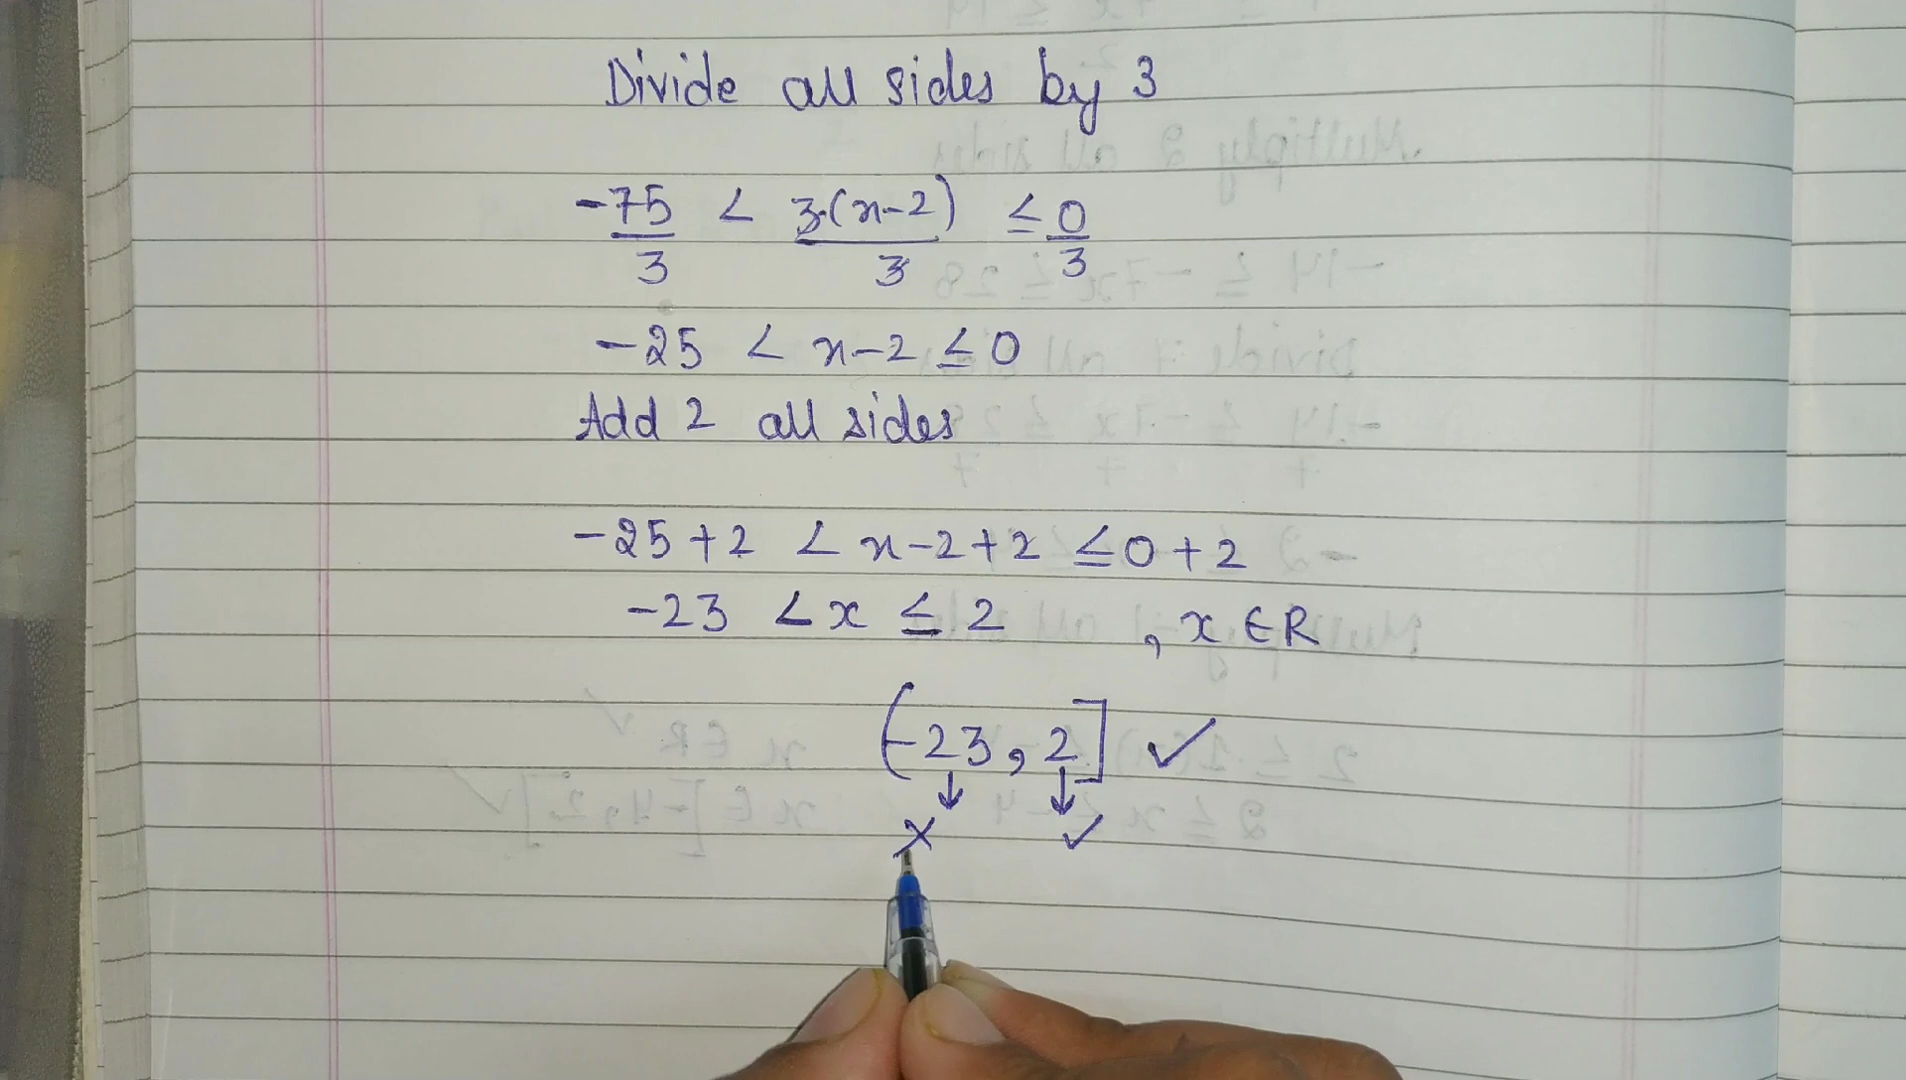 Divide all sides by 3
-75/3 < 3·(x-2)/3 ≤ 0/3
-25 < x-2 ≤ 0
Add 2 all sides
-25+2 < x-2+2 ≤ 0+2
-23 < x ≤ 2 , x ∈ R
(-23, 2] ✓
↓ ↓
× ✓